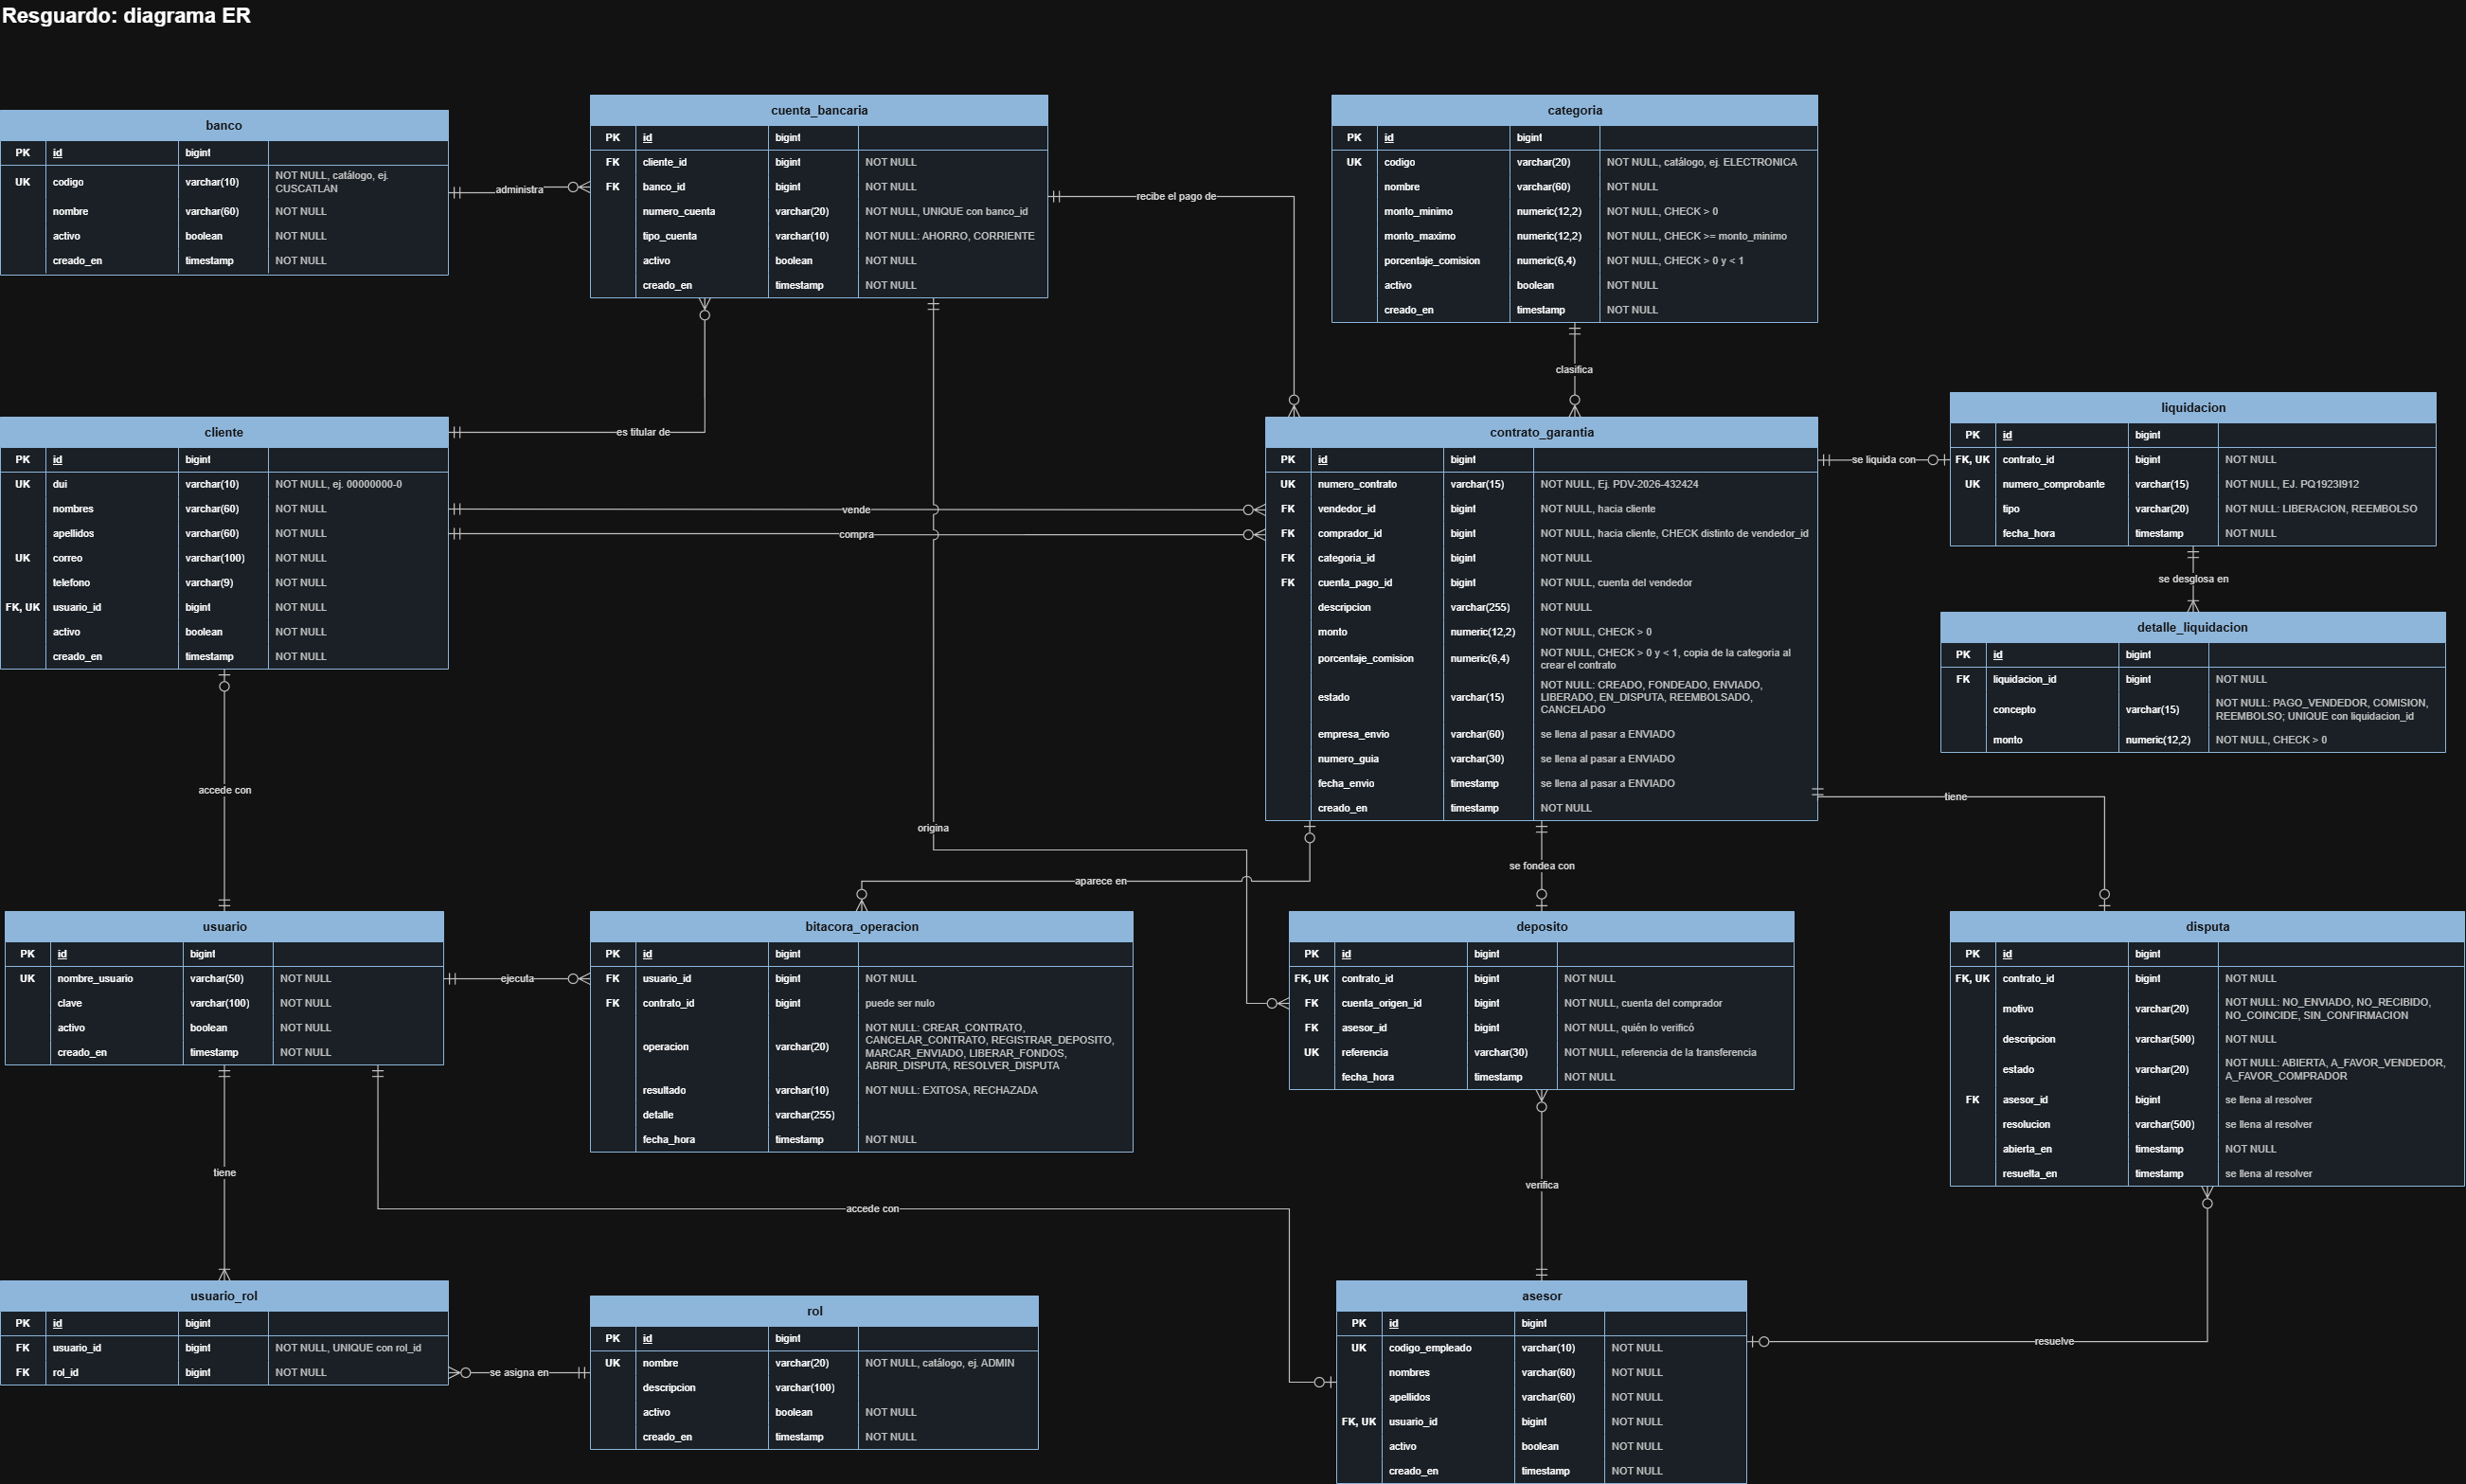 Resguardo: diagrama ER
banco
PK id bigint
UK codigo varchar(10) NOT NULL, catálogo, ej.
CUSCATLAN
nombre varchar(60) NOT NULL
activo boolean NOT NULL
creado_en timestamp NOT NULL
administra
cuenta_bancaria
PK id bigint
FK cliente_id bigint NOT NULL
FK banco_id bigint NOT NULL
numero_cuenta varchar(20) NOT NULL, UNIQUE con banco_id
tipo_cuenta varchar(10) NOT NULL: AHORRO, CORRIENTE
activo boolean NOT NULL
creado_en timestamp NOT NULL
recibe el pago de
categoria
PK id bigint
UK codigo varchar(20) NOT NULL, catálogo, ej. ELECTRONICA
nombre varchar(60) NOT NULL
monto_minimo numeric(12,2) NOT NULL, CHECK > 0
monto_maximo numeric(12,2) NOT NULL, CHECK >= monto_minimo
porcentaje_comision numeric(6,4) NOT NULL, CHECK > 0 y < 1
activo boolean NOT NULL
creado_en timestamp NOT NULL
clasifica
es titular de
cliente
PK id bigint
UK dui varchar(10) NOT NULL, ej. 00000000-0
nombres varchar(60) NOT NULL
apellidos varchar(60) NOT NULL
UK correo varchar(100) NOT NULL
telefono varchar(9) NOT NULL
FK, UK usuario_id bigint NOT NULL
activo boolean NOT NULL
creado_en timestamp NOT NULL
vende
compra
contrato_garantia
PK id bigint
UK numero_contrato varchar(15) NOT NULL, Ej. PDV-2026-432424
FK vendedor_id bigint NOT NULL, hacia cliente
FK comprador_id bigint NOT NULL, hacia cliente, CHECK distinto de vendedor_id
FK categoria_id bigint NOT NULL
FK cuenta_pago_id bigint NOT NULL, cuenta del vendedor
descripcion varchar(255) NOT NULL
monto numeric(12,2) NOT NULL, CHECK > 0
porcentaje_comision numeric(6,4) NOT NULL, CHECK > 0 y < 1, copia de la categoria al
crear el contrato
estado varchar(15) NOT NULL: CREADO, FONDEADO, ENVIADO,
LIBERADO, EN_DISPUTA, REEMBOLSADO,
CANCELADO
empresa_envio varchar(60) se llena al pasar a ENVIADO
numero_guia varchar(30) se llena al pasar a ENVIADO
fecha_envio timestamp se llena al pasar a ENVIADO
creado_en timestamp NOT NULL
se liquida con
liquidacion
PK id bigint
FK, UK contrato_id bigint NOT NULL
UK numero_comprobante varchar(15) NOT NULL, EJ. PQ1923I912
tipo varchar(20) NOT NULL: LIBERACION, REEMBOLSO
fecha_hora timestamp NOT NULL
se desglosa en
detalle_liquidacion
PK id bigint
FK liquidacion_id bigint NOT NULL
concepto varchar(15) NOT NULL: PAGO_VENDEDOR, COMISION,
REEMBOLSO; UNIQUE con liquidacion_id
monto numeric(12,2) NOT NULL, CHECK > 0
accede con
origina
aparece en
se fondea con
tiene
usuario
PK id bigint
UK nombre_usuario varchar(50) NOT NULL
clave varchar(100) NOT NULL
activo boolean NOT NULL
creado_en timestamp NOT NULL
ejecuta
bitacora_operacion
PK id bigint
FK usuario_id bigint NOT NULL
FK contrato_id bigint puede ser nulo
operacion varchar(20) NOT NULL: CREAR_CONTRATO,
CANCELAR_CONTRATO, REGISTRAR_DEPOSITO,
MARCAR_ENVIADO, LIBERAR_FONDOS,
ABRIR_DISPUTA, RESOLVER_DISPUTA
resultado varchar(10) NOT NULL: EXITOSA, RECHAZADA
detalle varchar(255)
fecha_hora timestamp NOT NULL
deposito
PK id bigint
FK, UK contrato_id bigint NOT NULL
FK cuenta_origen_id bigint NOT NULL, cuenta del comprador
FK asesor_id bigint NOT NULL, quién lo verificó
UK referencia varchar(30) NOT NULL, referencia de la transferencia
fecha_hora timestamp NOT NULL
disputa
PK id bigint
FK, UK contrato_id bigint NOT NULL
motivo varchar(20) NOT NULL: NO_ENVIADO, NO_RECIBIDO,
NO_COINCIDE, SIN_CONFIRMACION
descripcion varchar(500) NOT NULL
estado varchar(20) NOT NULL: ABIERTA, A_FAVOR_VENDEDOR,
A_FAVOR_COMPRADOR
FK asesor_id bigint se llena al resolver
resolucion varchar(500) se llena al resolver
abierta_en timestamp NOT NULL
resuelta_en timestamp se llena al resolver
tiene
accede con
verifica
resuelve
usuario_rol
PK id bigint
FK usuario_id bigint NOT NULL, UNIQUE con rol_id
FK rol_id bigint NOT NULL
se asigna en
rol
PK id bigint
UK nombre varchar(20) NOT NULL, catálogo, ej. ADMIN
descripcion varchar(100)
activo boolean NOT NULL
creado_en timestamp NOT NULL
asesor
PK id bigint
UK codigo_empleado varchar(10) NOT NULL
nombres varchar(60) NOT NULL
apellidos varchar(60) NOT NULL
FK, UK usuario_id bigint NOT NULL
activo boolean NOT NULL
creado_en timestamp NOT NULL